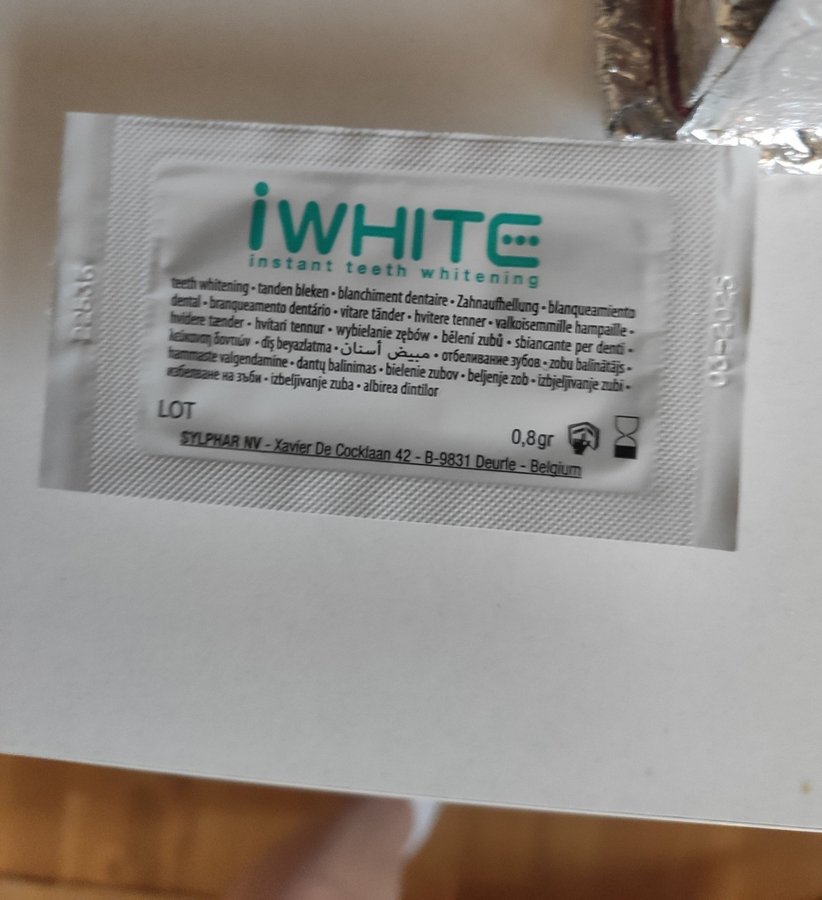 iWHITE
instant teeth whitening
teeth whitening • tanden bleken • blanchiment dentaire • Zahnaufhellung • blanqueamiento
dental • branqueamento dentário • vitare tänder • hvitere tenner • valkoisemmille hampaille •
hvidere tænder • hvítari tennur • wybielanie zębów • bělení zubů • sbiancante per denti •
λεύκανση δοντιών • diş beyazlatma • مبيض أسنان • отбеливание зубов • zobu balinātājs •
hammaste valgendamine • dantų balinimas • bielenie zubov • beljenje zob • izbjeljivanje zubi •
избелване на зъби • izbeljivanje zuba • albirea dintilor
LOT
0,8gr
SYLPHAR NV - Xavier De Cocklaan 42 - B-9831 Deurle - Belgium